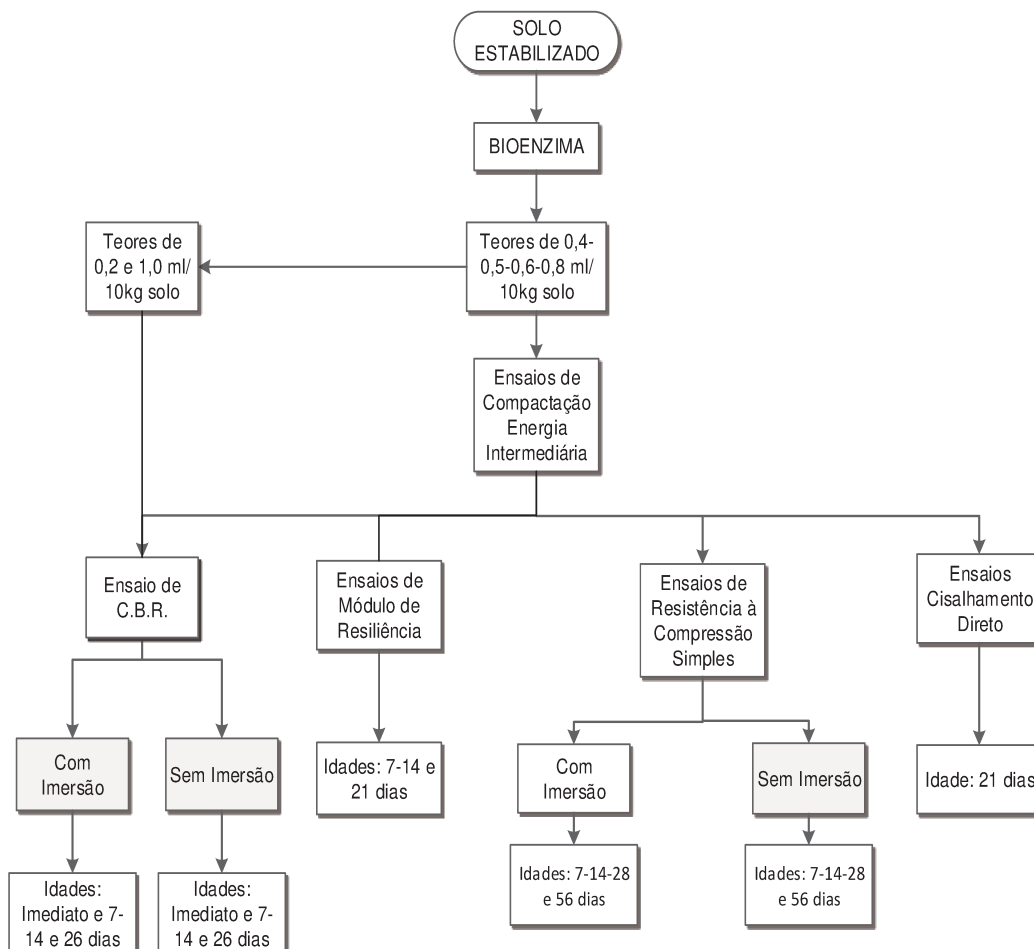 SOLO
ESTABILIZADO
BIOENZIMA
Teores de
0,2 e 1,0 ml/
10kg solo
Teores de 0,4-
0,5-0,6-0,8 ml/
10kg solo
Ensaios de
Compactação
Energia
Intermediária
Ensaio de
C.B.R.
Ensaios de
Módulo de
Resiliência
Ensaios de
Resistência à
Compressão
Simples
Ensaios
Cisalhamento
Direto
Com
Imersão
Sem Imersão
Idades: 7-14 e
21 dias
Com
Imersão
Sem Imersão
Idade: 21 dias
Idades:
Imediato e 7-
14 e 26 dias
Idades:
Imediato e 7-
14 e 26 dias
Idades: 7-14-28
e 56 dias
Idades: 7-14-28
e 56 dias